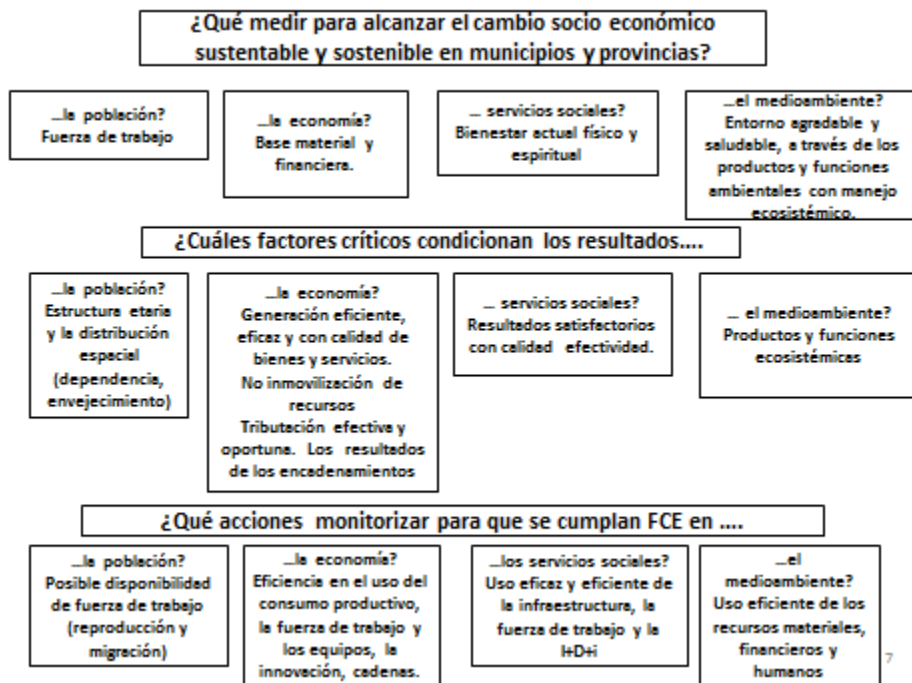 ¿Qué medir para alcanzar el cambio socio económico
sustentable y sostenible en municipios y provincias?
...la población?
Fuerza de trabajo
...la economía?
Base material y
financiera.
... servicios sociales?
Bienestar actual físico y
espiritual
...el medioambiente?
Entorno agradable y
saludable, a través de los
productos y funciones
ambientales con manejo
ecosistémico.
¿Cuáles factores críticos condicionan los resultados....
...la población?
Estructura etaria
y la distribución
espacial
(dependencia,
envejecimiento)
...la economía?
Generación eficiente,
eficaz y con calidad de
bienes y servicios.
No inmovilización de
recursos
Tributación efectiva y
oportuna. Los resultados
de los encadenamientos
... servicios sociales?
Resultados satisfactorios
con calidad efectividad.
... el medioambiente?
Productos y funciones
ecosistémicas
¿Qué acciones monitorizar para que se cumplan FCE en ....
...la población?
Posible disponibilidad
de fuerza de trabajo
(reproducción y
migración)
...la economía?
Eficiencia en el uso del
consumo productivo,
la fuerza de trabajo y
los equipos, la
innovación, cadenas.
...los servicios sociales?
Uso eficaz y eficiente de
la infraestructura, la
fuerza de trabajo y la
I+D+i
...el
medioambiente?
Uso eficiente de los
recursos materiales,
financieros y
humanos
7